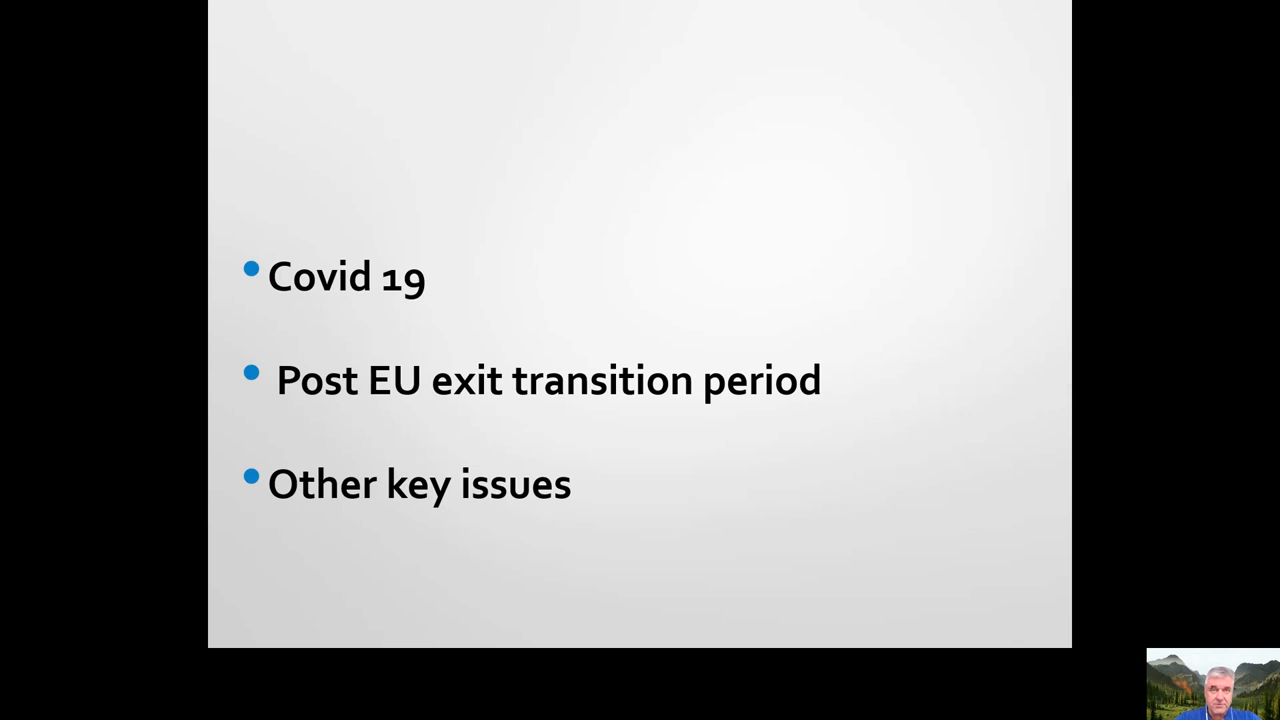 • Covid 19
• Post EU exit transition period
• Other key issues